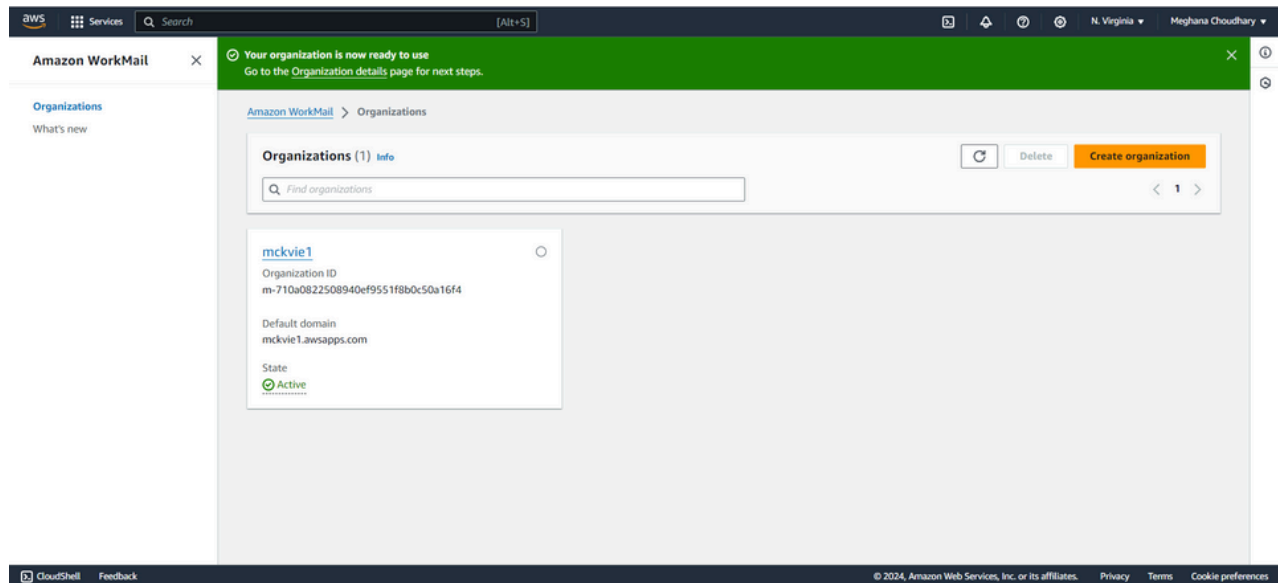 aws
Services
Search
[Alt+S]
N. Virginia
Meghana Choudhary
Amazon WorkMail
Organizations
What's new
Your organization is now ready to use
Go to the Organization details page for next steps.
Amazon WorkMail > Organizations
Organizations (1) Info
Delete
Create organization
Find organizations
1
mckvie1
Organization ID
m-710a0822508940ef9551f8b0c50a16f4
Default domain
mckvie1.awsapps.com
State
Active
CloudShell
Feedback
© 2024, Amazon Web Services, Inc. or its affiliates.
Privacy
Terms
Cookie preferences